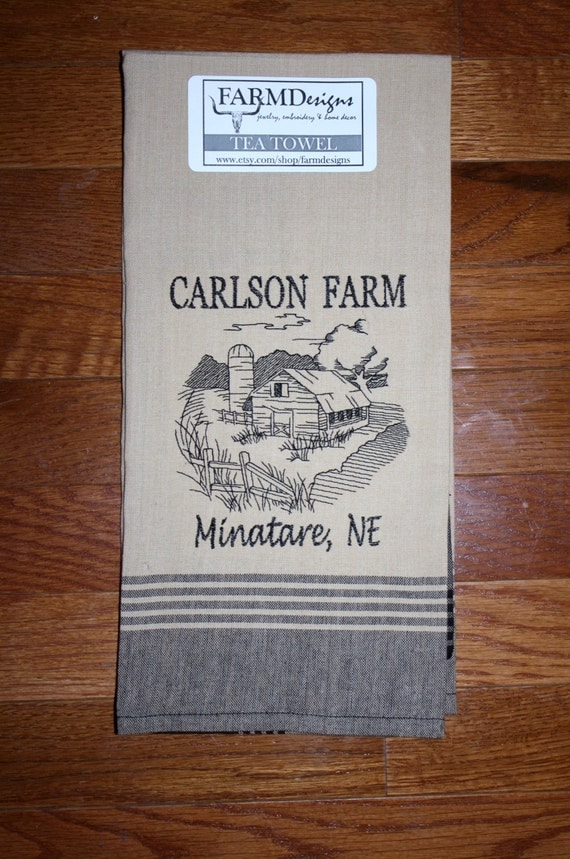 FARMDesigns
jewelry, embroidery & home decor
TEA TOWEL
www.etsy.com/shop/farmdesigns
CARLSON FARM
Minatare, NE